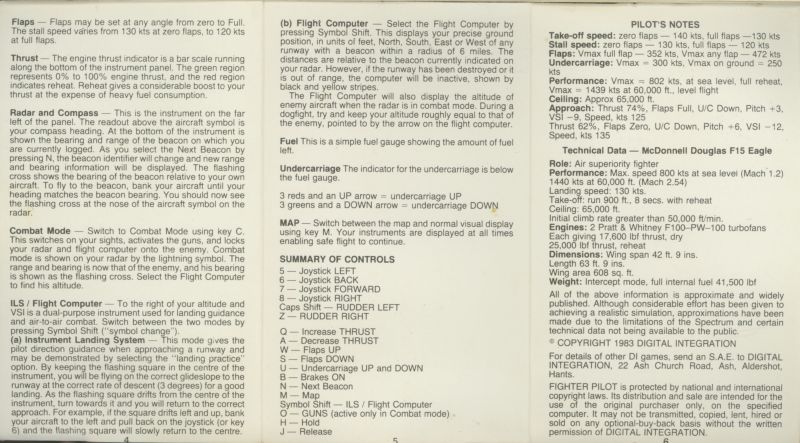 Flaps — Flaps may be set at any angle from zero to Full.
The stall speed varies from 130 kts at zero flaps, to 120 kts
at full flaps.
Thrust — The engine thrust indicator is a bar scale running
along the bottom of the instrument panel. The green region
represents 0% to 100% engine thrust, and the red region
indicates reheat. Reheat gives a considerable boost to your
thrust at the expense of heavy fuel consumption.
Radar and Compass — This is the instrument on the far
left of the panel. The readout above the aircraft symbol is
your compass heading. At the bottom of the instrument is
shown the bearing and range of the beacon on which you
are currently logged. As you select the Next Beacon by
pressing N, the beacon identifier will change and new range
and bearing information will be displayed. The flashing
cross shows the bearing of the beacon relative to your own
aircraft. To fly to the beacon, bank your aircraft until your
heading matches the beacon bearing. You should now see
the flashing cross at the nose of the aircraft symbol on the
radar.
Combat Mode — Switch to Combat Mode using key C.
This switches on your sights, activates the guns, and locks
your radar and flight computer onto the enemy. Combat
mode is shown on your radar by the lightning symbol. The
range and bearing is now that of the enemy, and his bearing
is shown as the flashing cross. Select the Flight Computer
to find his altitude.
ILS / Flight Computer — To the right of your altitude and
VSI is a dual-purpose instrument used for landing guidance
and air-to-air combat. Switch between the two modes by
pressing Symbol Shift ("symbol change").
(a) Instrument Landing System — This mode gives the
pilot direction guidance when approaching a runway and
may be demonstrated by selecting the "landing practice"
option. By keeping the flashing square in the centre of the
instrument, you will be flying on the correct glideslope to the
runway at the correct rate of descent (3 degrees) for a good
landing. As the flashing square drifts from the centre of the
instrument, turn towards it and you will return to the correct
approach. For example, if the square drifts left and up, bank
your aircraft to the left and pull back on the joystick (or key
6) and the flashing square will slowly return to the centre.
4
(b) Flight Computer — Select the Flight Computer by
pressing Symbol Shift. This displays your precise ground
position, in units of feet, North, South, East or West of any
runway with a beacon within a radius of 6 miles. The
distances are relative to the beacon currently indicated on
your radar. However, if the runway has been destroyed or it
is out of range, the computer will be inactive, shown by
black and yellow stripes.
The Flight Computer will also display the altitude of
enemy aircraft when the radar is in combat mode. During a
dogfight, try and keep your altitude roughly equal to that of
the enemy, pointed by the arrow on the flight computer.
Fuel This is a simple fuel gauge showing the amount of fuel
left.
Undercarriage The indicator for the undercarriage is below
the fuel gauge.
3 reds and an UP arrow = undercarriage UP
3 greens and a DOWN arrow = undercarriage DOWN
MAP — Switch between the map and normal visual display
using key M. Your instruments are displayed at all times
enabling safe flight to continue.
SUMMARY OF CONTROLS
5 — Joystick LEFT
6 — Joystick BACK
7 — Joystick FORWARD
8 — Joystick RIGHT
Caps Shift — RUDDER LEFT
Z — RUDDER RIGHT
Q — Increase THRUST
A — Decrease THRUST
W — Flaps UP
S — Flaps DOWN
U — Undercarriage UP and DOWN
B — Brakes ON
N — Next Beacon
M — Map
Symbol Shift — ILS / Flight Computer
O — GUNS (active only in Combat mode)
H — Hold
J — Release
5
PILOT'S NOTES
Take-off speed: zero flaps — 140 kts, full flaps —130 kts
Stall speed: zero flaps — 130 kts, full flaps — 120 kts
Flaps: Vmax full flap — 352 kts, Vmax any flap — 472 kts
Undercarriage: Vmax = 300 kts, Vmax on ground = 250
kts
Performance: Vmax = 802 kts, at sea level, full reheat,
Vmax = 1439 kts at 60,000 ft., level flight
Ceiling: Approx 65,000 ft.
Approach: Thrust 74%, Flaps Full, U/C Down, Pitch +3,
VSI −9, Speed, kts 125
Thrust 62%, Flaps Zero, U/C Down, Pitch +6, VSI −12,
Speed, kts 135
Technical Data — McDonnell Douglas F15 Eagle
Role: Air superiority fighter
Performance: Max. speed 800 kts at sea level (Mach 1.2)
1440 kts at 60,000 ft. (Mach 2.54)
Landing speed: 130 kts.
Take-off: run 900 ft., 8 secs. with reheat
Ceiling: 65,000 ft.
Initial climb rate greater than 50,000 ft/min.
Engines: 2 Pratt & Whitney F100–PW–100 turbofans
Each giving 17,600 lbf thrust, dry
25,000 lbf thrust, reheat
Dimensions: Wing span 42 ft. 9 ins.
Length 63 ft. 9 ins.
Wing area 608 sq. ft.
Weight: Intercept mode, full internal fuel 41,500 lbf
All of the above information is approximate and widely
published. Although considerable effort has been given to
achieving a realistic simulation, approximations have been
made due to the limitations of the Spectrum and certain
technical data not being available to the public.
© COPYRIGHT 1983 DIGITAL INTEGRATION
For details of other DI games, send an S.A.E. to DIGITAL
INTEGRATION, 22 Ash Church Road, Ash, Aldershot,
Hants.
FIGHTER PILOT is protected by national and international
copyright laws. Its distribution and sale are intended for the
use of the original purchaser only, on the specified
computer. It may not be transmitted, copied, lent, hired or
sold on any optional-buy-back basis without the written
permission of DIGITAL INTEGRATION.
6